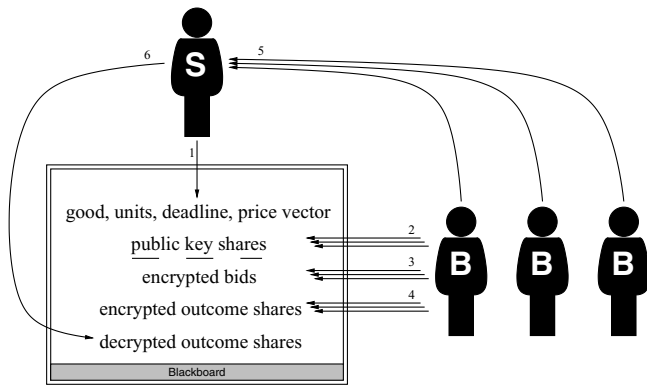 6
5
S
1
good, units, deadline, price vector
public key shares
2
encrypted bids
3
encrypted outcome shares
4
decrypted outcome shares
Blackboard
B
B
B